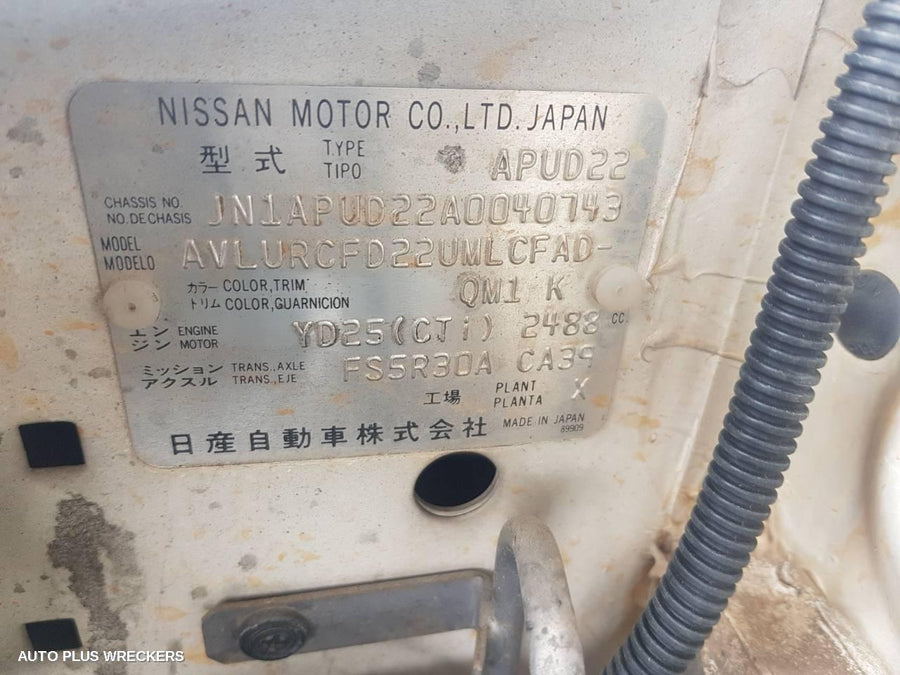 NISSAN MOTOR CO.,LTD. JAPAN
型式 TYPE TIPO APUD22
CHASSIS NO. NO.DE CHASIS JN1APUD22A0040743
MODEL MODELO AVLURCFD22UMLCFAD-
カラー COLOR,TRIM トリム COLOR,GUARNICION QM1 K
エンジン ENGINE MOTOR YD25(CTi) 2488 CC.
ミッション TRANS.,AXLE アクスル TRANS.,EJE FS5R30A CA39
工場 PLANT PLANTA X
日産自動車株式会社 MADE IN JAPAN
89909
AUTO PLUS WRECKERS